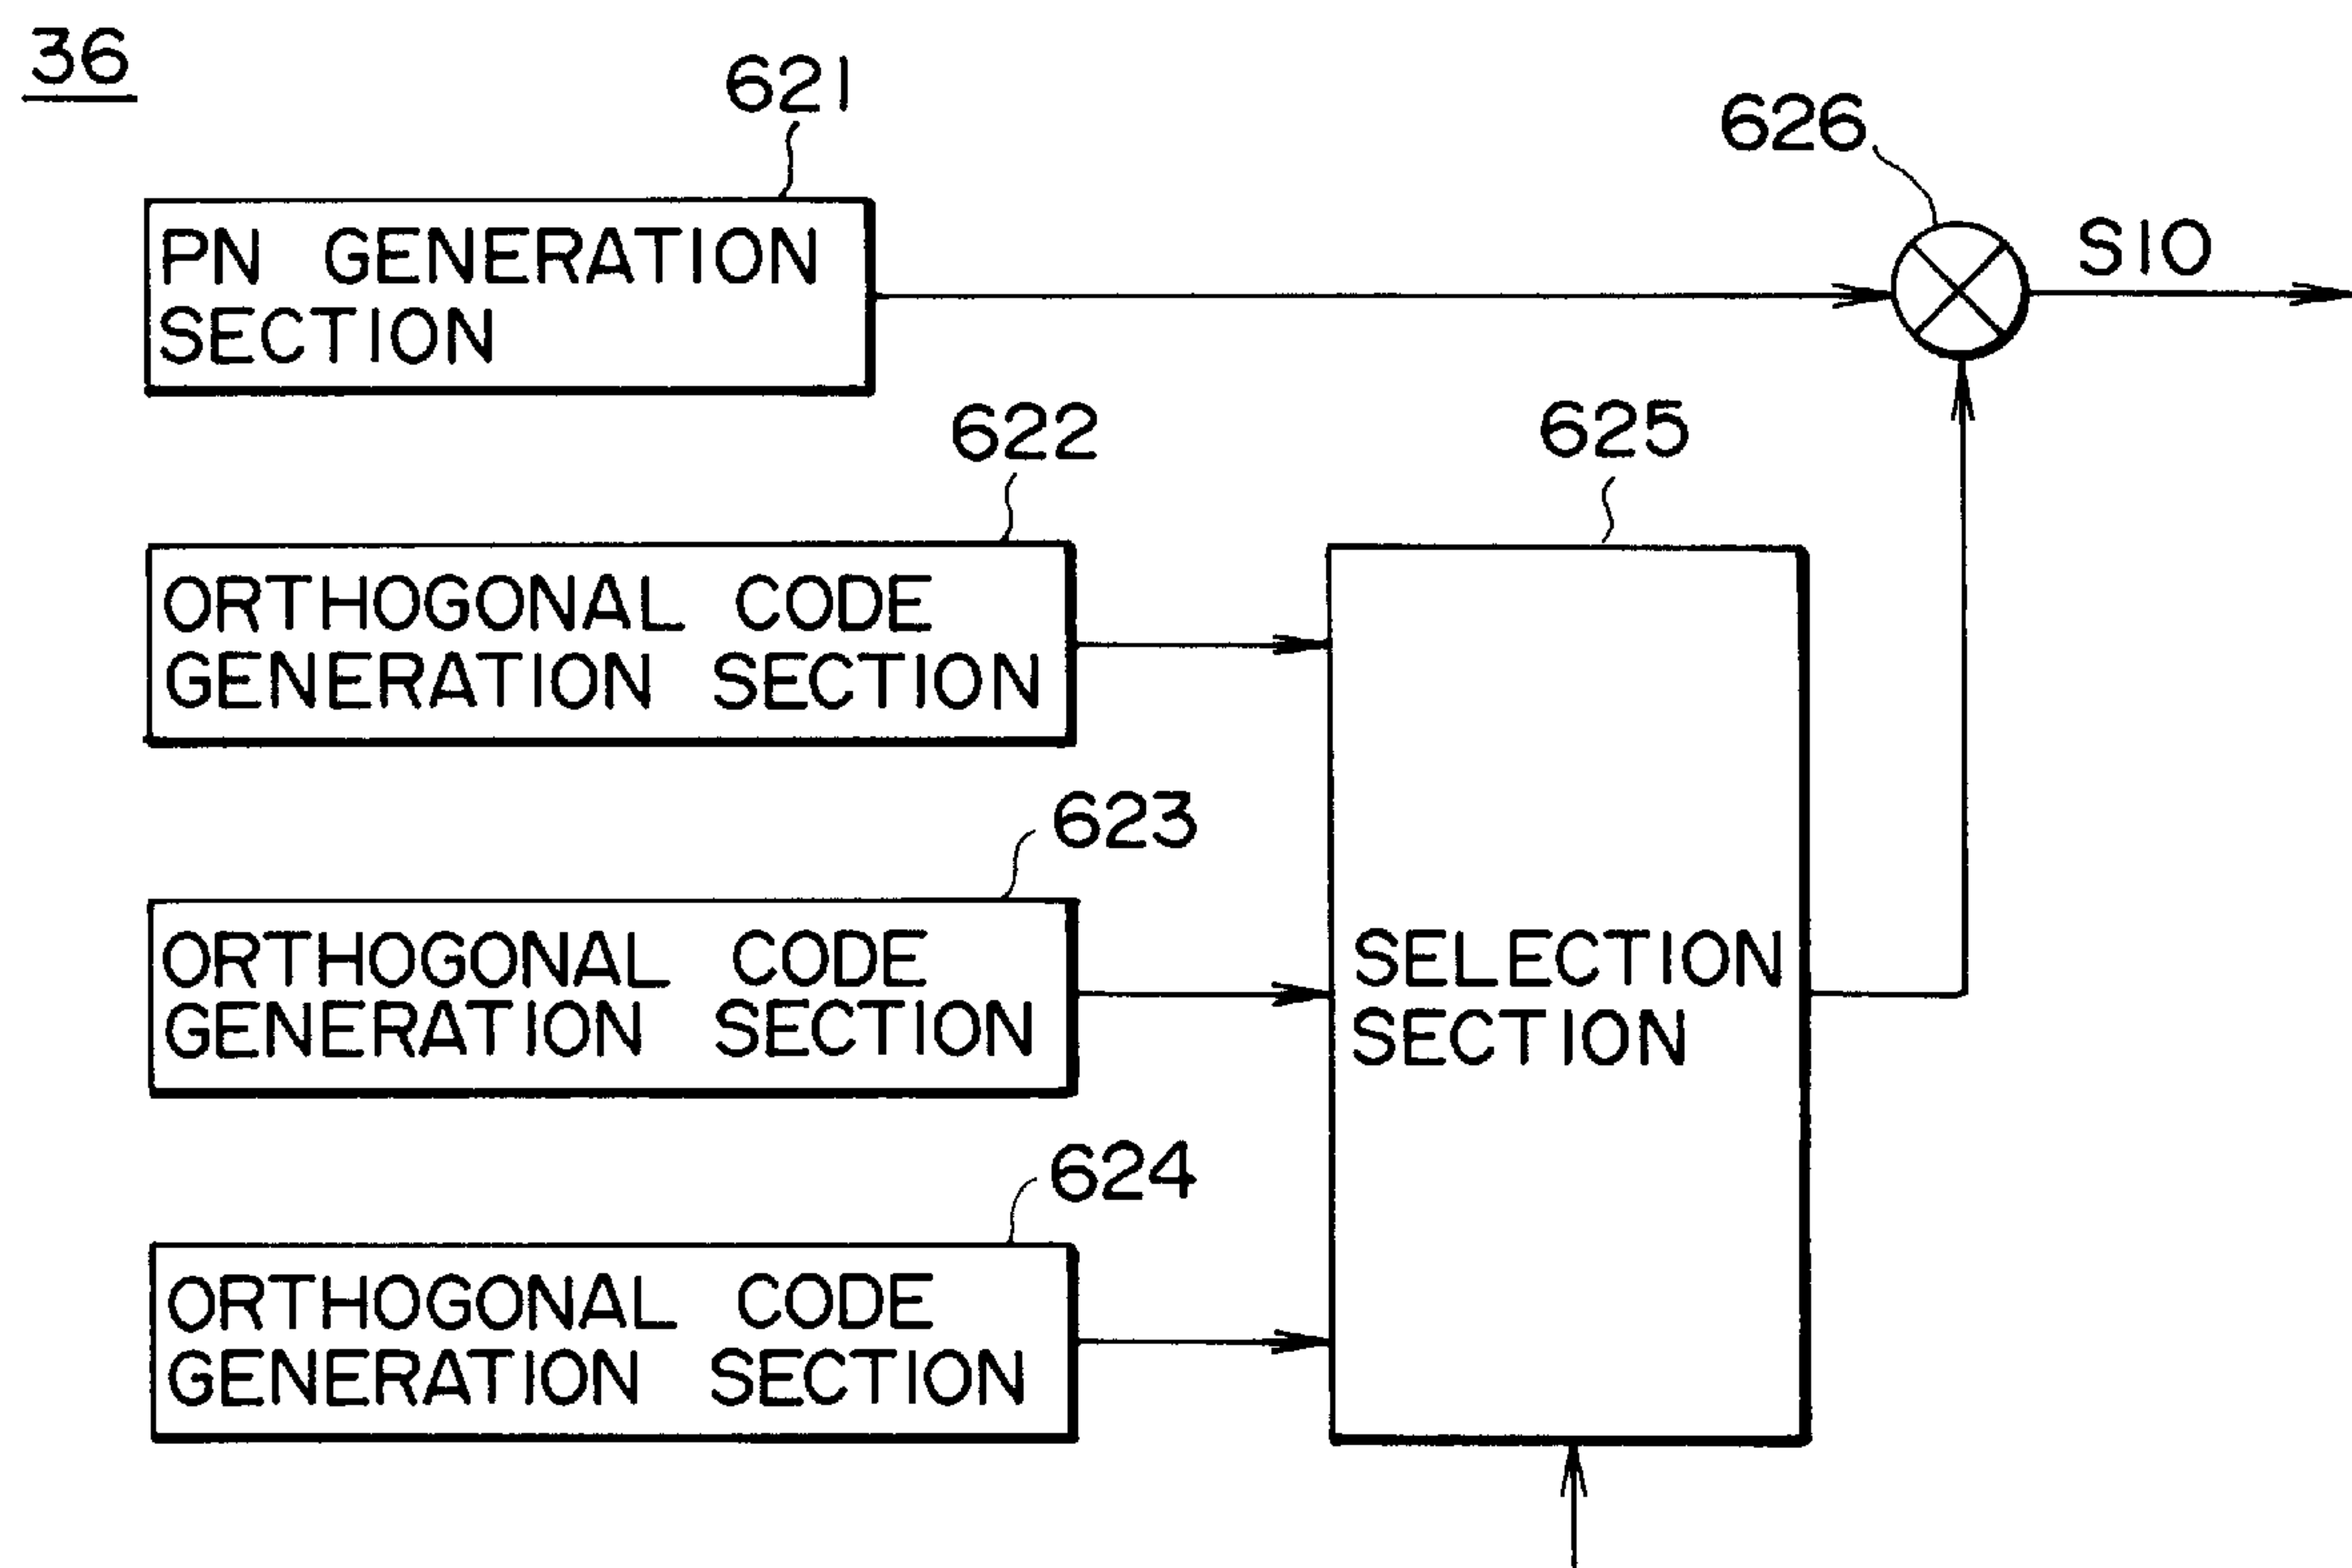 36
621
626
PN GENERATION
SECTION
S10
622
625
ORTHOGONAL CODE
GENERATION SECTION
623
ORTHOGONAL CODE
GENERATION SECTION
SELECTION
SECTION
624
ORTHOGONAL CODE
GENERATION SECTION